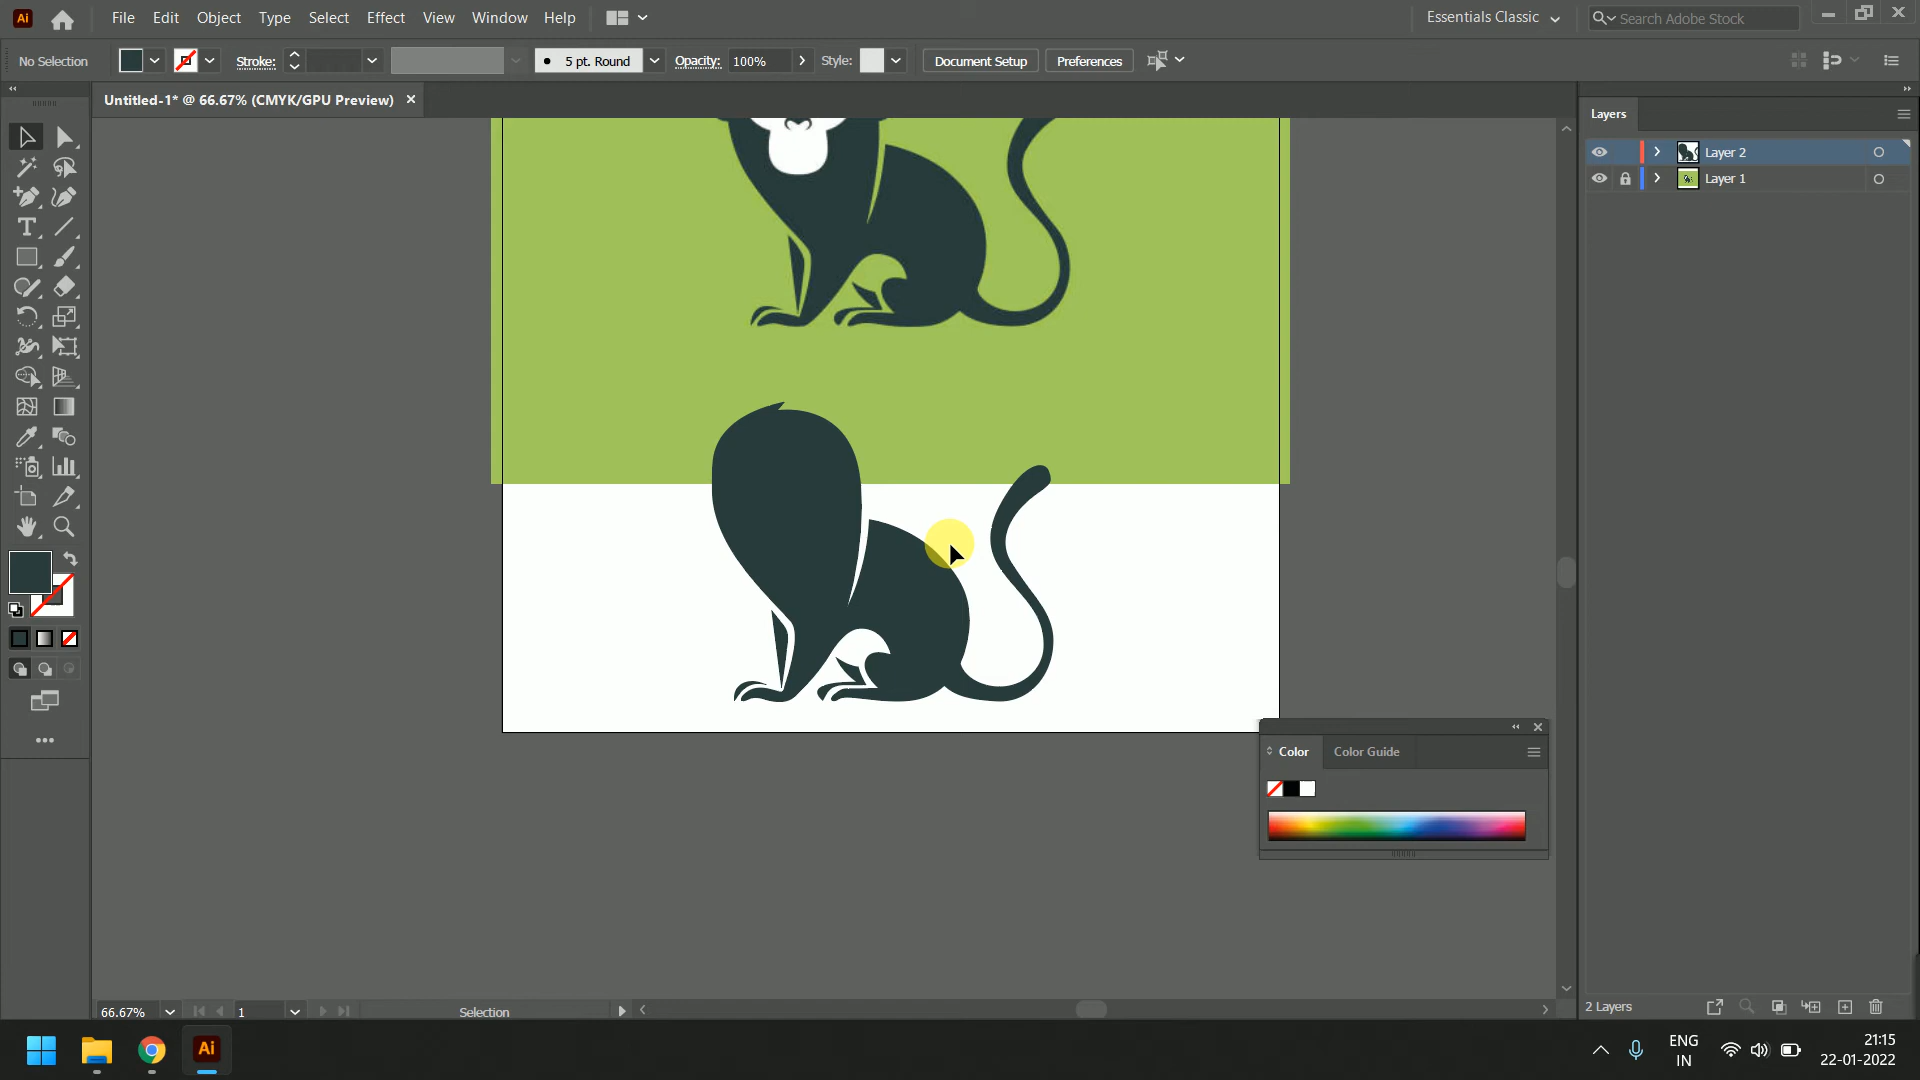 Ai File Edit Object Type Select Effect View Window Help Essentials Classic Search Adobe Stock
No Selection Stroke: 5 pt. Round Opacity: 100% Style: Document Setup Preferences
Untitled-1* @ 66.67% (CMYK/GPU Preview)
Layers
Layer 2
Layer 1
Color Color Guide
66.67% 1 Selection
2 Layers
Ai
ENG
IN
21:15
22-01-2022